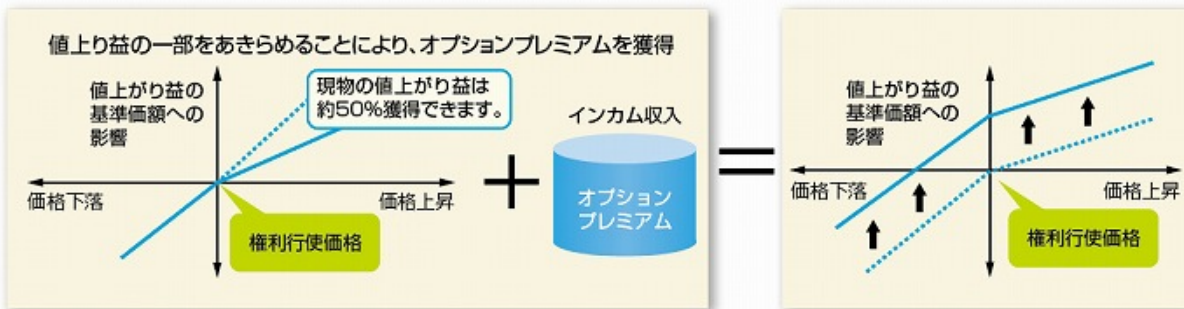 値上り益の一部をあきらめることにより、オプションプレミアムを獲得
値上がり益の
基準価額への
影響
現物の値上がり益は
約50%獲得できます。
価格下落
価格上昇
権利行使価格
+
インカム収入
オプション
プレミアム
=
値上がり益の
基準価額への
影響
価格下落
価格上昇
権利行使価格